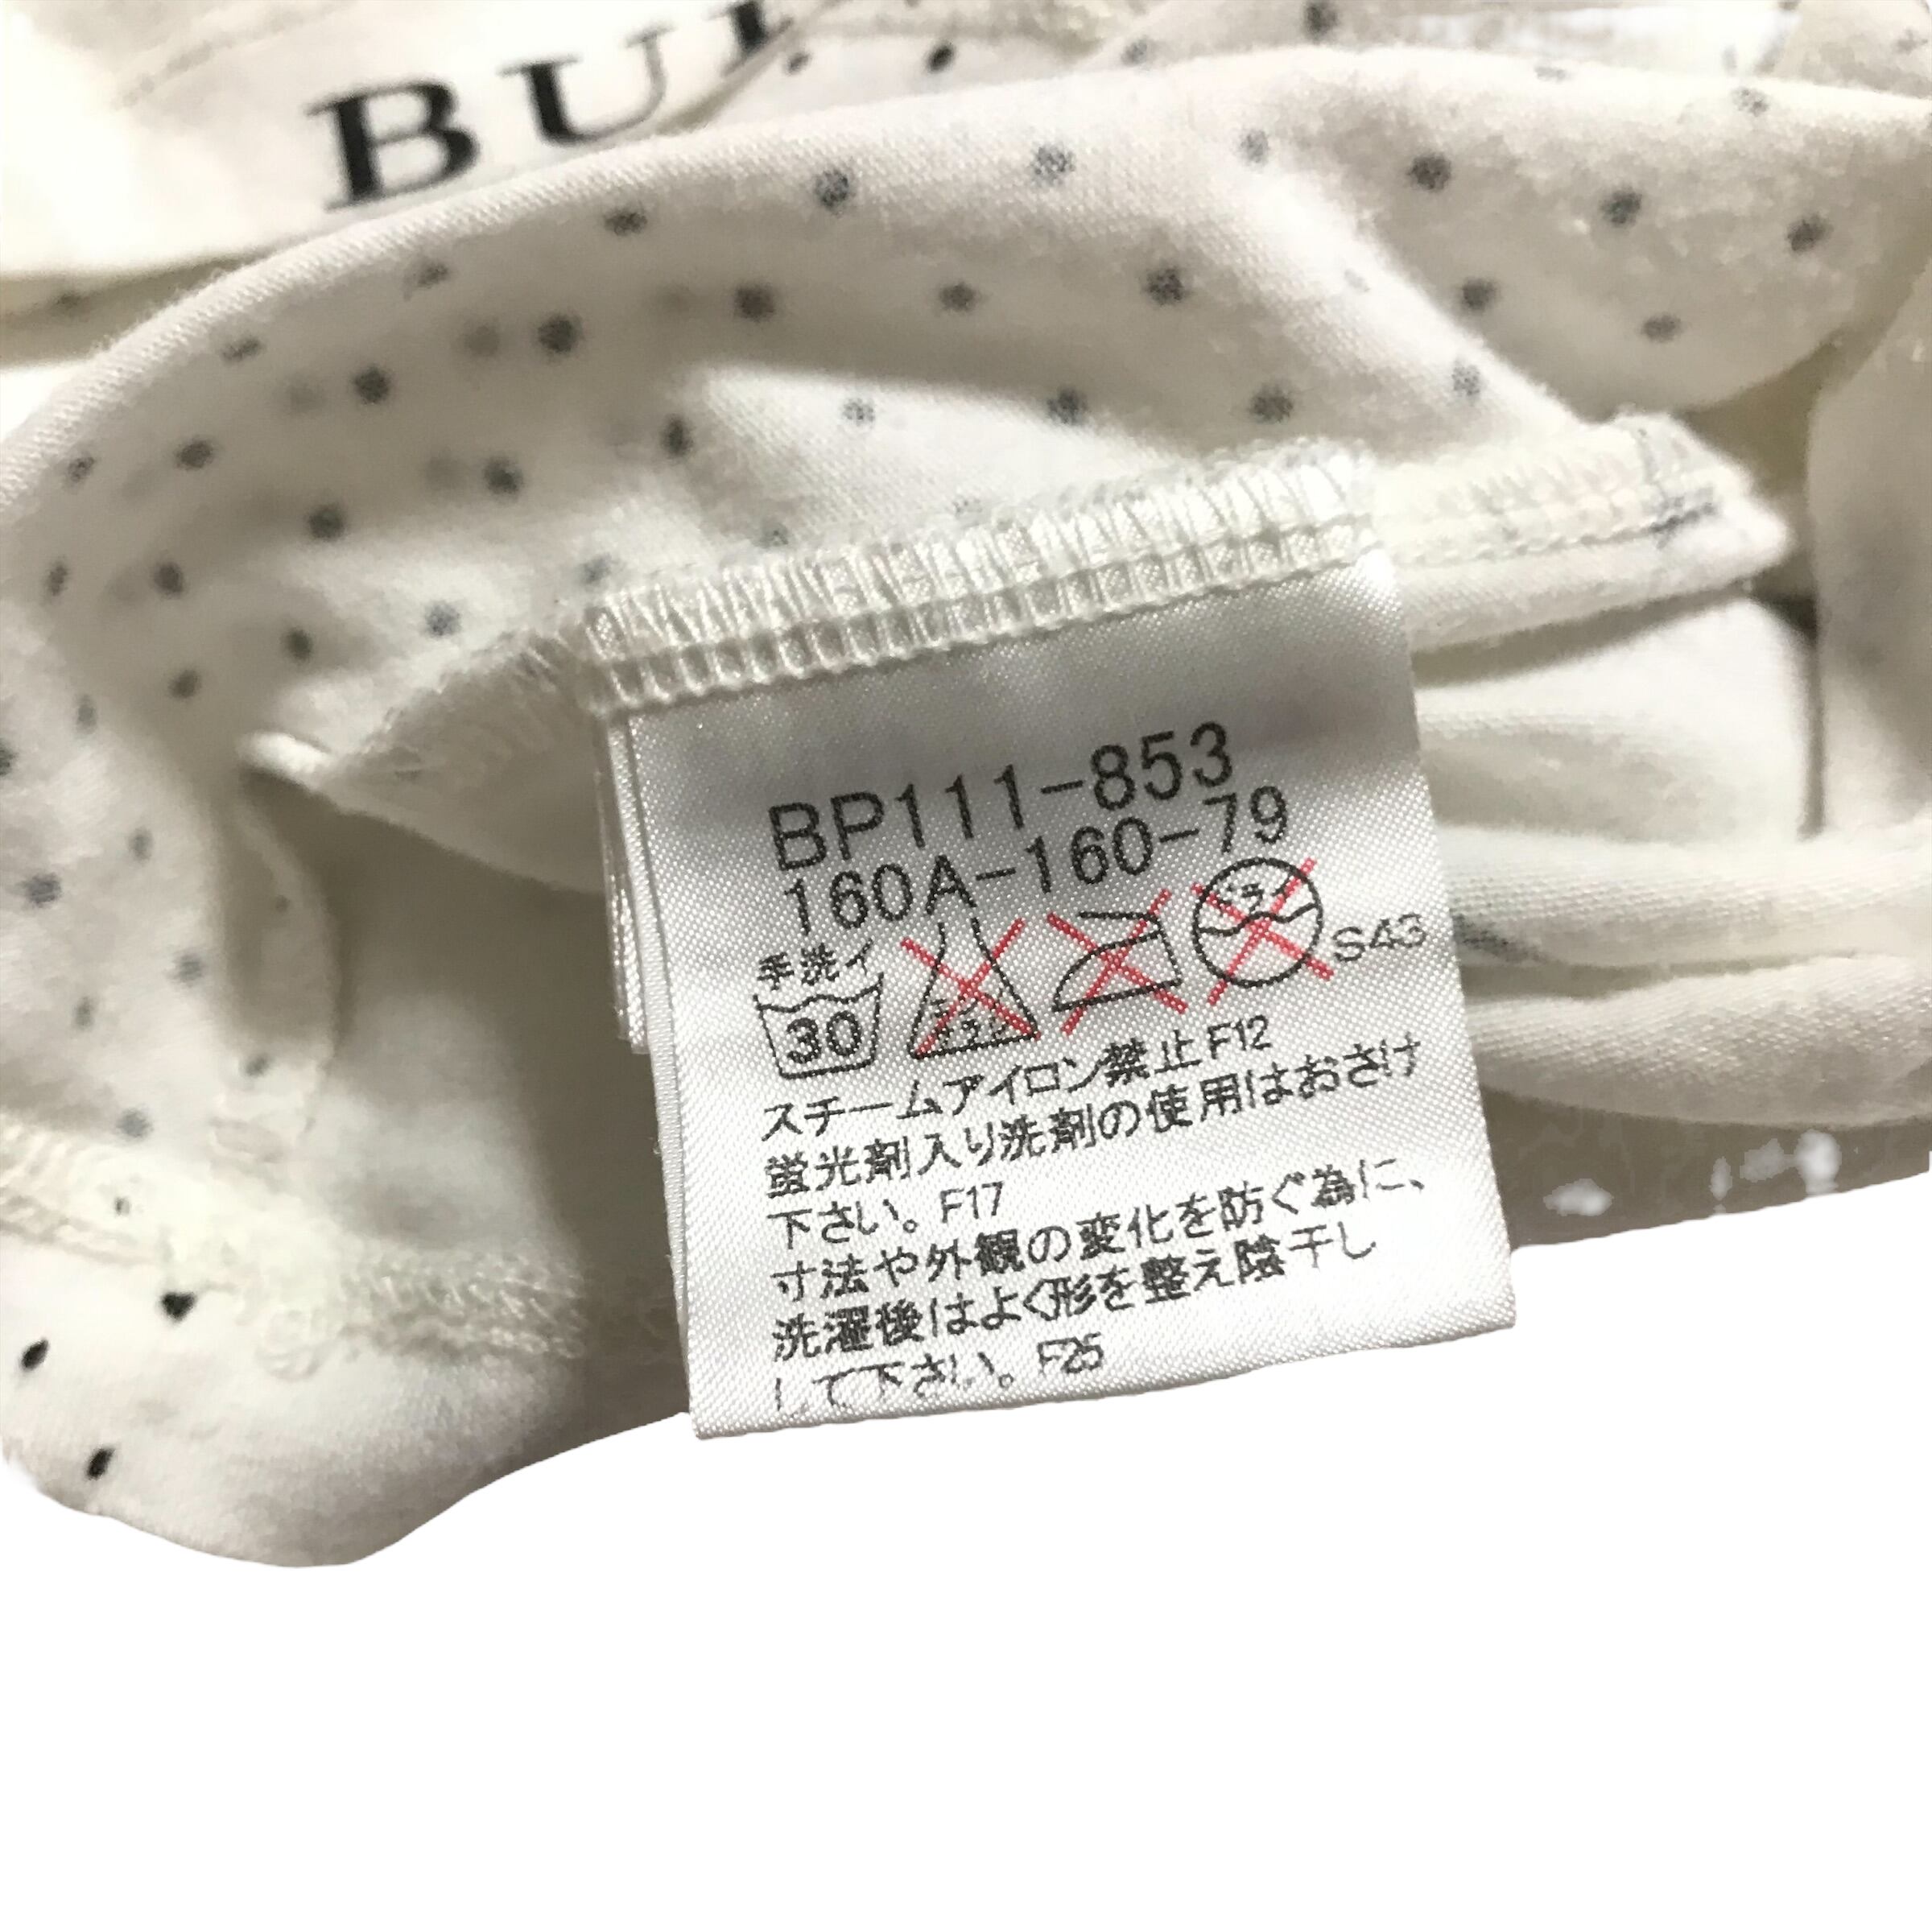 BU
BP111-853
160A-160-79
手洗イ
30
ドライ
S43
スチームアイロン禁止F12
蛍光剤入り洗剤の使用はおさけ
下さい。F17
寸法や外観の変化を防ぐ為に、
洗濯後はよく形を整え陰干し
して下さい。F25